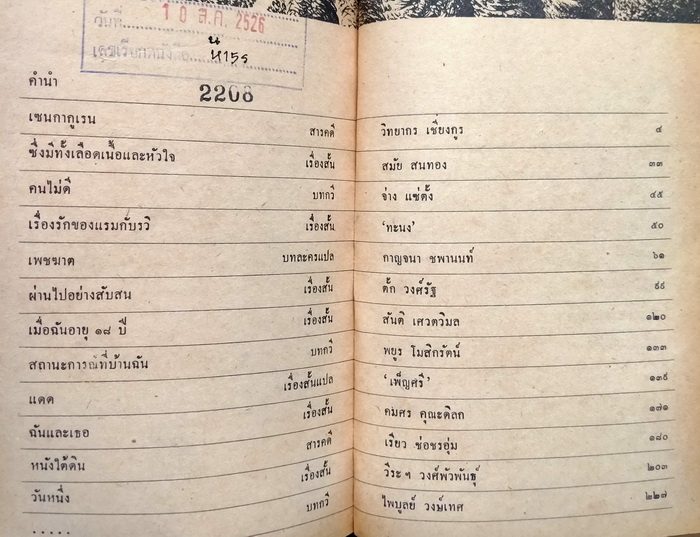 วันที่ 10 ส.ค. 2526
น
เลขเรียกหนังสือ ห15ร
2208
คำนำ
เซนกากูเรน สารคดี
ซึ่งมีทั้งเลือดเนื้อและหัวใจ เรื่องสั้น
คนไม่ดี บทกวี
เรื่องรักของแรมกับรวี เรื่องสั้น
เพชฆาต บทละครแปล
ผ่านไปอย่างสับสน เรื่องสั้น
เมื่อฉันอายุ ๑๘ ปี เรื่องสั้น
สถานะการณ์ที่บ้านฉัน บทกวี
แดด เรื่องสั้นแปล
ฉันและเธอ เรื่องสั้น
หนังใต้ดิน สารคดี
วันหนึ่ง เรื่องสั้น
..... บทกวี
วิทยากร เชียงกูร ๔
สมัย สนทอง ๓๓
จ่าง แซ่ตั้ง ๔๕
‘ทะนง’ ๕๐
กาญจนา ชพานนท์ ๖๑
ตั้ก วงศ์รัฐ ๙๙
สันติ เศวตวิมล ๑๒๐
พยูร โมสิกรัตน์ ๑๓๓
‘เพ็ญศรี’ ๑๓๙
คมศร คุณะดิลก ๑๗๑
เรียว ช่อชรอุ่ม ๑๘๐
วีระ ฯ วงศ์พัวพันธุ์ ๒๐๓
ไพบูลย์ วงษ์เทศ ๒๒๗